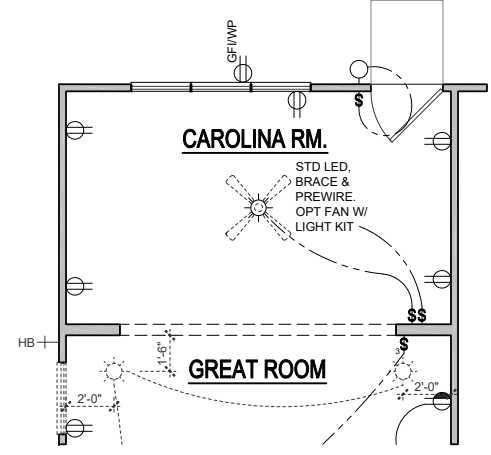 GFI/WP
$
CAROLINA RM.
STD LED,
BRACE &
PREWIRE.
OPT FAN W/
LIGHT KIT
$$
HB
3
$
1'-6"
GREAT ROOM
2'-0"
2'-0"